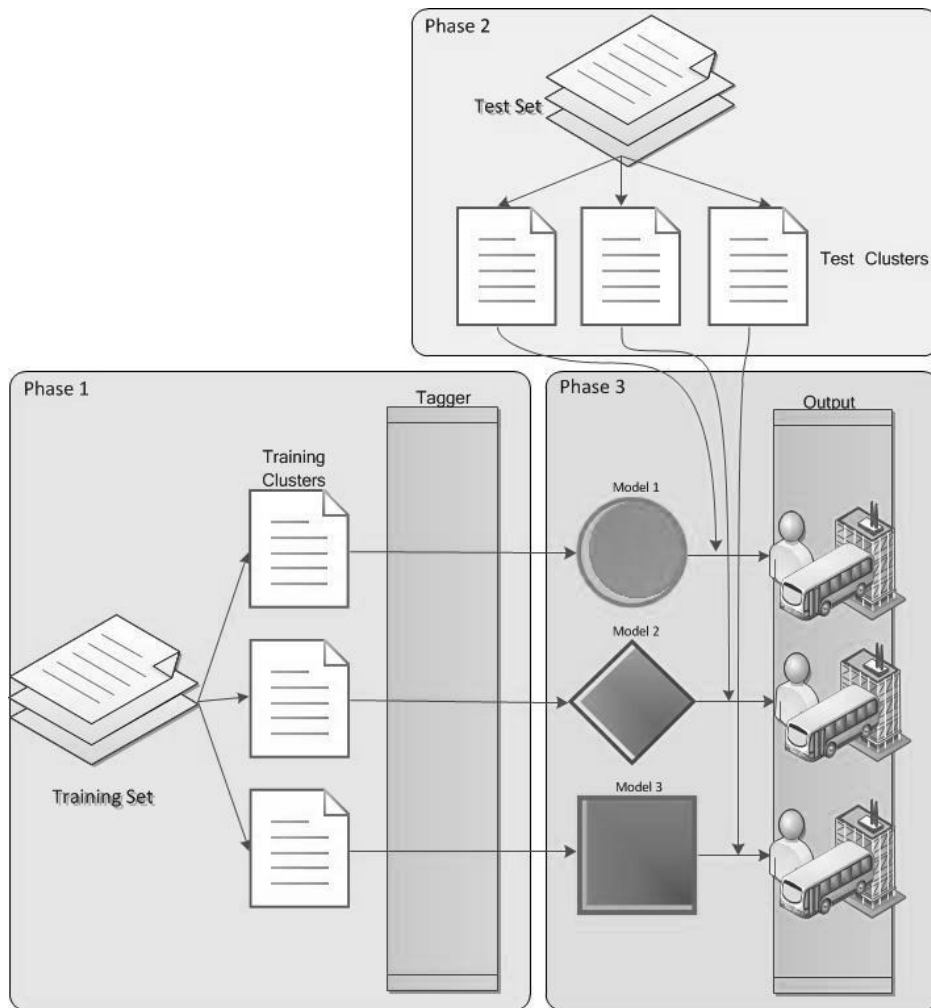 Phase 2
Test Set
Test Clusters
Phase 1
Tagger
Training
Clusters
Training Set
Phase 3
Output
Model 1
Model 2
Model 3